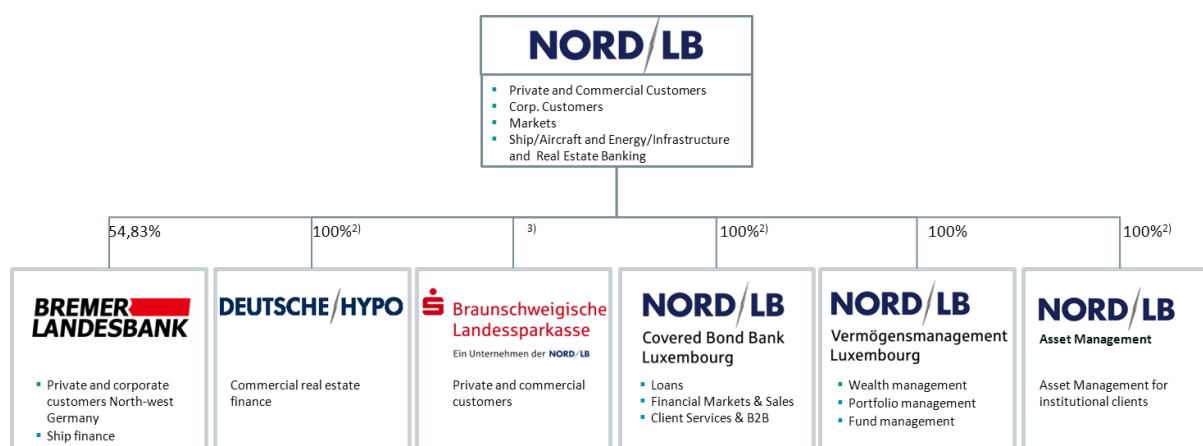 NORD/LB
▪ Private and Commercial Customers
▪ Corp. Customers
▪ Markets
▪ Ship/Aircraft and Energy/Infrastructure
and Real Estate Banking
54,83%
100%2)
3)
100%2)
100%
100%2)
BREMER
LANDESBANK
▪ Private and corporate
customers North-west
Germany
▪ Ship finance
DEUTSCHE/HYPO
Commercial real estate
finance
Braunschweigische
Landessparkasse
Ein Unternehmen der NORD/LB
Private and commercial
customers
NORD/LB
Covered Bond Bank
Luxembourg
▪ Loans
▪ Financial Markets & Sales
▪ Client Services & B2B
NORD/LB
Vermögensmanagement
Luxembourg
▪ Wealth management
▪ Portfolio management
▪ Fund management
NORD/LB
Asset Management
Asset Management for
institutional clients